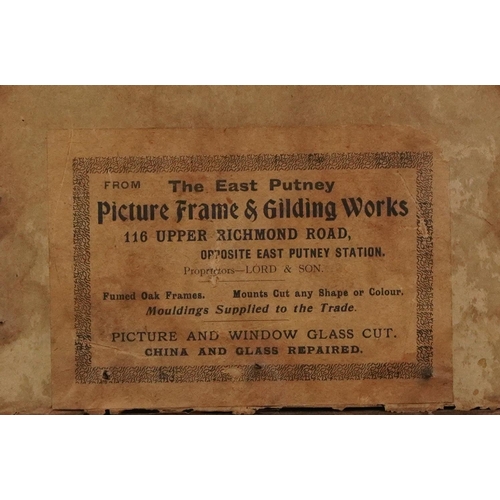 FROM The East Putney
Picture Frame & Gilding Works
116 UPPER RICHMOND ROAD,
OPPOSITE EAST PUTNEY STATION.
Proprietors—LORD & SON.
Fumed Oak Frames. Mounts Cut any Shape or Colour.
Mouldings Supplied to the Trade.
PICTURE AND WINDOW GLASS CUT.
CHINA AND GLASS REPAIRED.